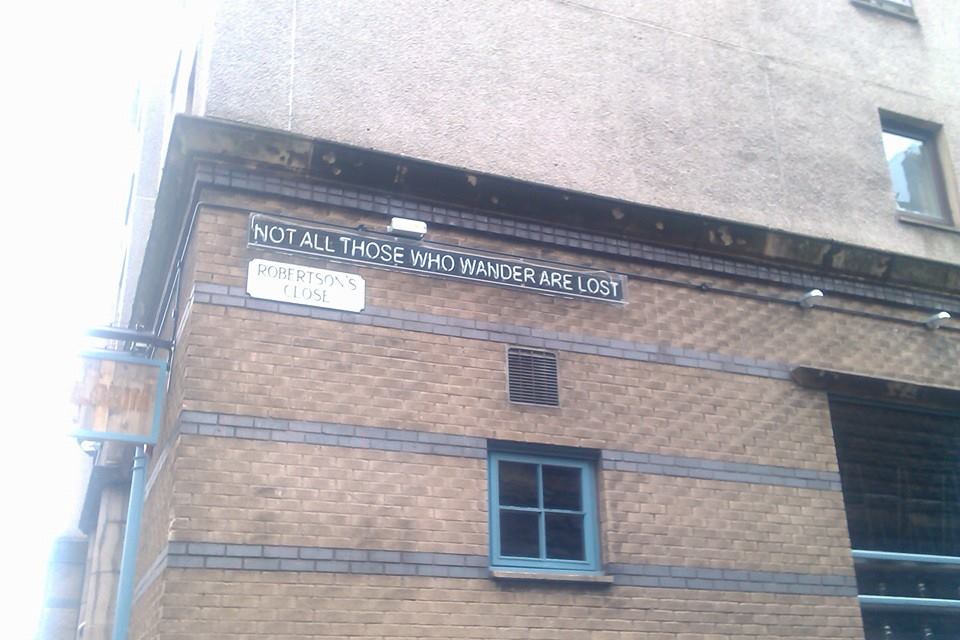 NOT ALL THOSE WHO WANDER ARE LOST
ROBERTSON'S
CLOSE